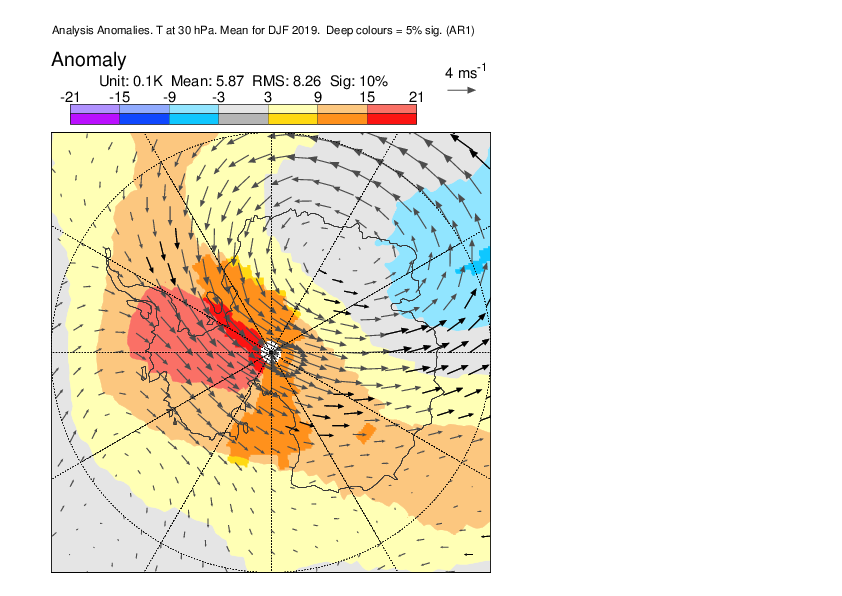 Analysis Anomalies. T at 30 hPa. Mean for DJF 2019.  Deep colours = 5% sig. (AR1)
Anomaly
4 ms-1
Unit: 0.1K  Mean: 5.87  RMS: 8.26  Sig: 10%
-21 -15 -9 -3 3 9 15 21